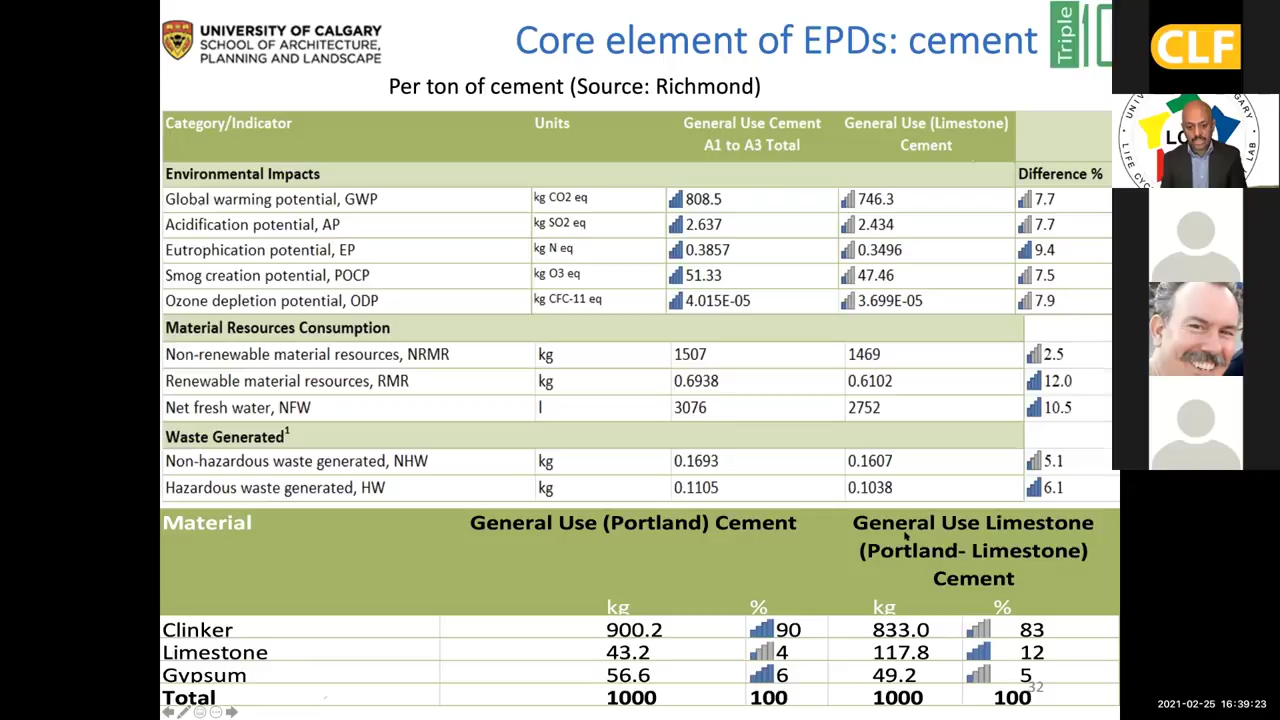 UNIVERSITY OF CALGARY
SCHOOL OF ARCHITECTURE,
PLANNING AND LANDSCAPE
Core element of EPDs: cement
Triple
CLF
Per ton of cement (Source: Richmond)
Category/Indicator Units General Use Cement A1 to A3 Total General Use (Limestone) Cement
Environmental Impacts Difference %
Global warming potential, GWP kg CO2 eq 808.5 746.3 7.7
Acidification potential, AP kg SO2 eq 2.637 2.434 7.7
Eutrophication potential, EP kg N eq 0.3857 0.3496 9.4
Smog creation potential, POCP kg O3 eq 51.33 47.46 7.5
Ozone depletion potential, ODP kg CFC-11 eq 4.015E-05 3.699E-05 7.9
Material Resources Consumption
Non-renewable material resources, NRMR kg 1507 1469 2.5
Renewable material resources, RMR kg 0.6938 0.6102 12.0
Net fresh water, NFW l 3076 2752 10.5
Waste Generated1
Non-hazardous waste generated, NHW kg 0.1693 0.1607 5.1
Hazardous waste generated, HW kg 0.1105 0.1038 6.1
Material General Use (Portland) Cement General Use Limestone
(Portland- Limestone)
Cement
kg % kg %
Clinker 900.2 90 833.0 83
Limestone 43.2 4 117.8 12
Gypsum 56.6 6 49.2 5
Total 1000 100 1000 100
32
2021-02-25 16:39:23